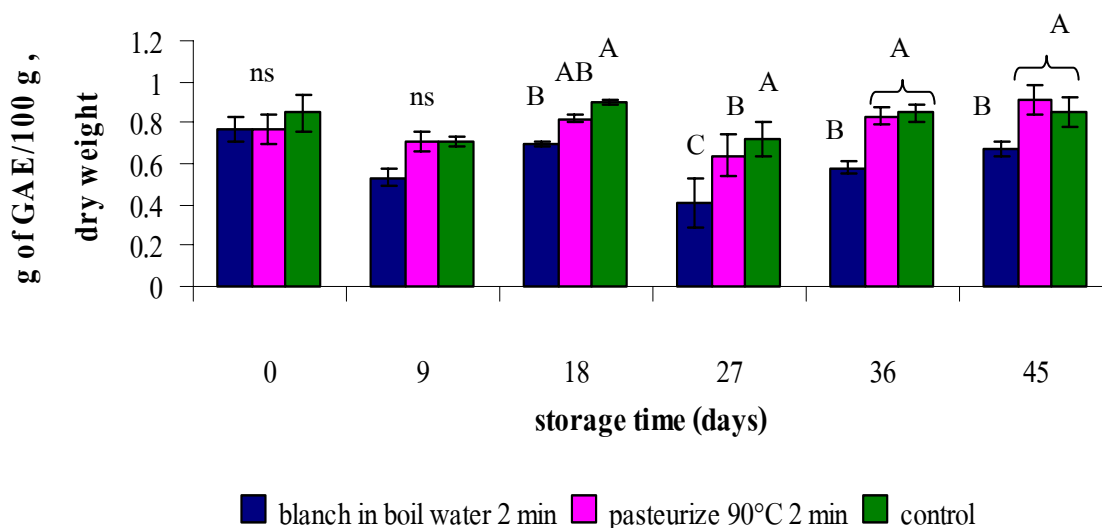 g of GAE/100 g ,
dry weight
1.2
1
0.8
0.6
0.4
0.2
0
ns
ns
B
AB
A
C
B
A
B
A
B
A
0 9 18 27 36 45
storage time (days)
blanch in boil water 2 min pasteurize 90°C 2 min control